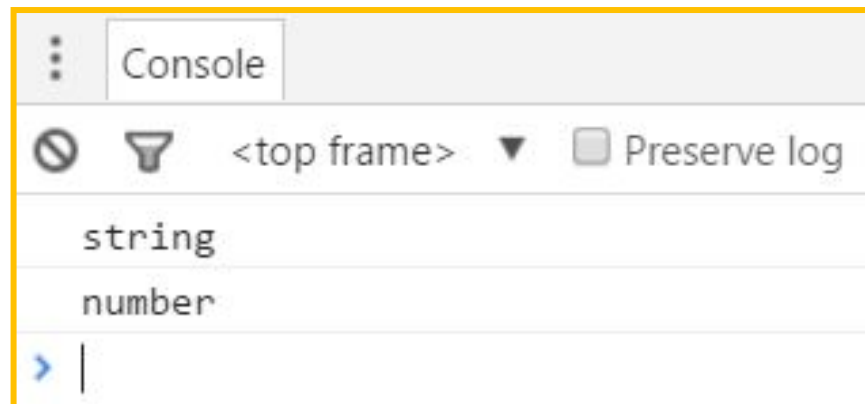 Console
<top frame> ▼ Preserve log
string
number
>